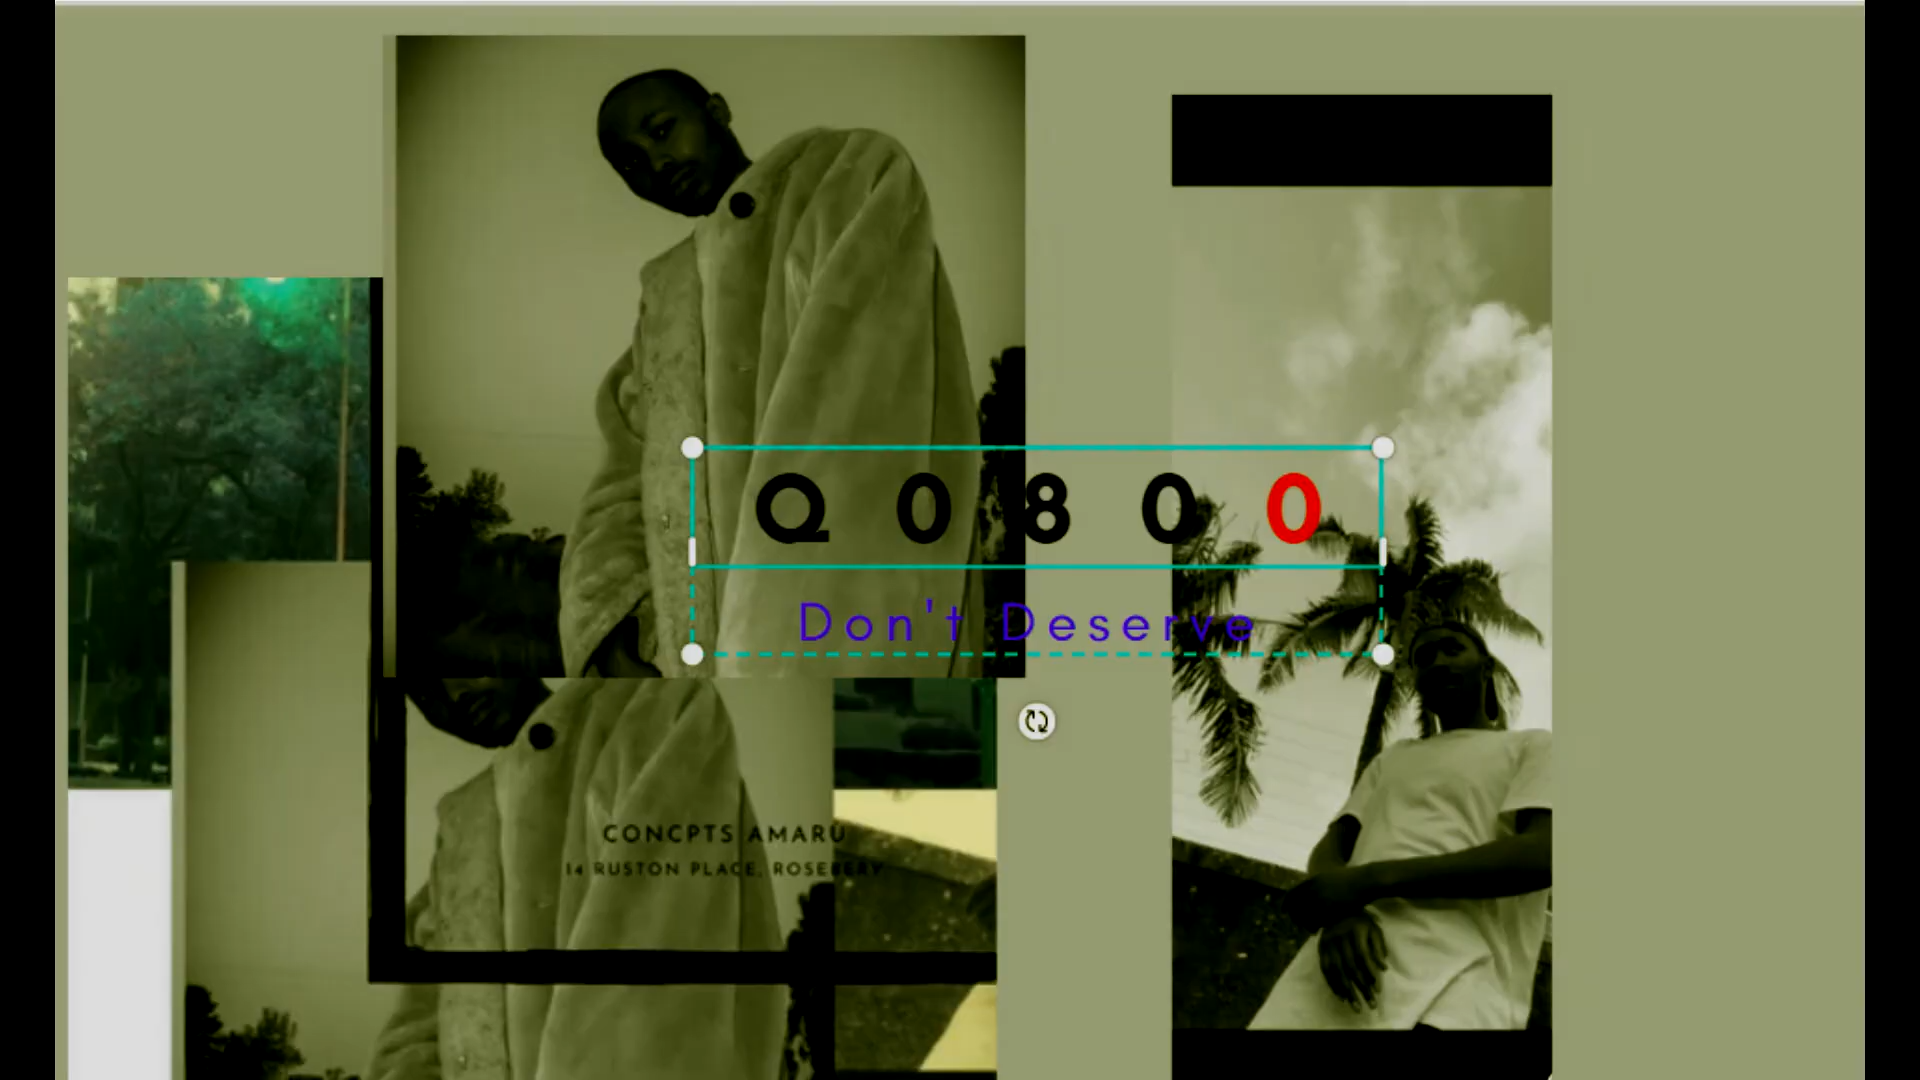 Q 0 8 0 0
Don't Deserve
CONCPTS AMARU
14 RUSTON PLACE, ROSEBERY